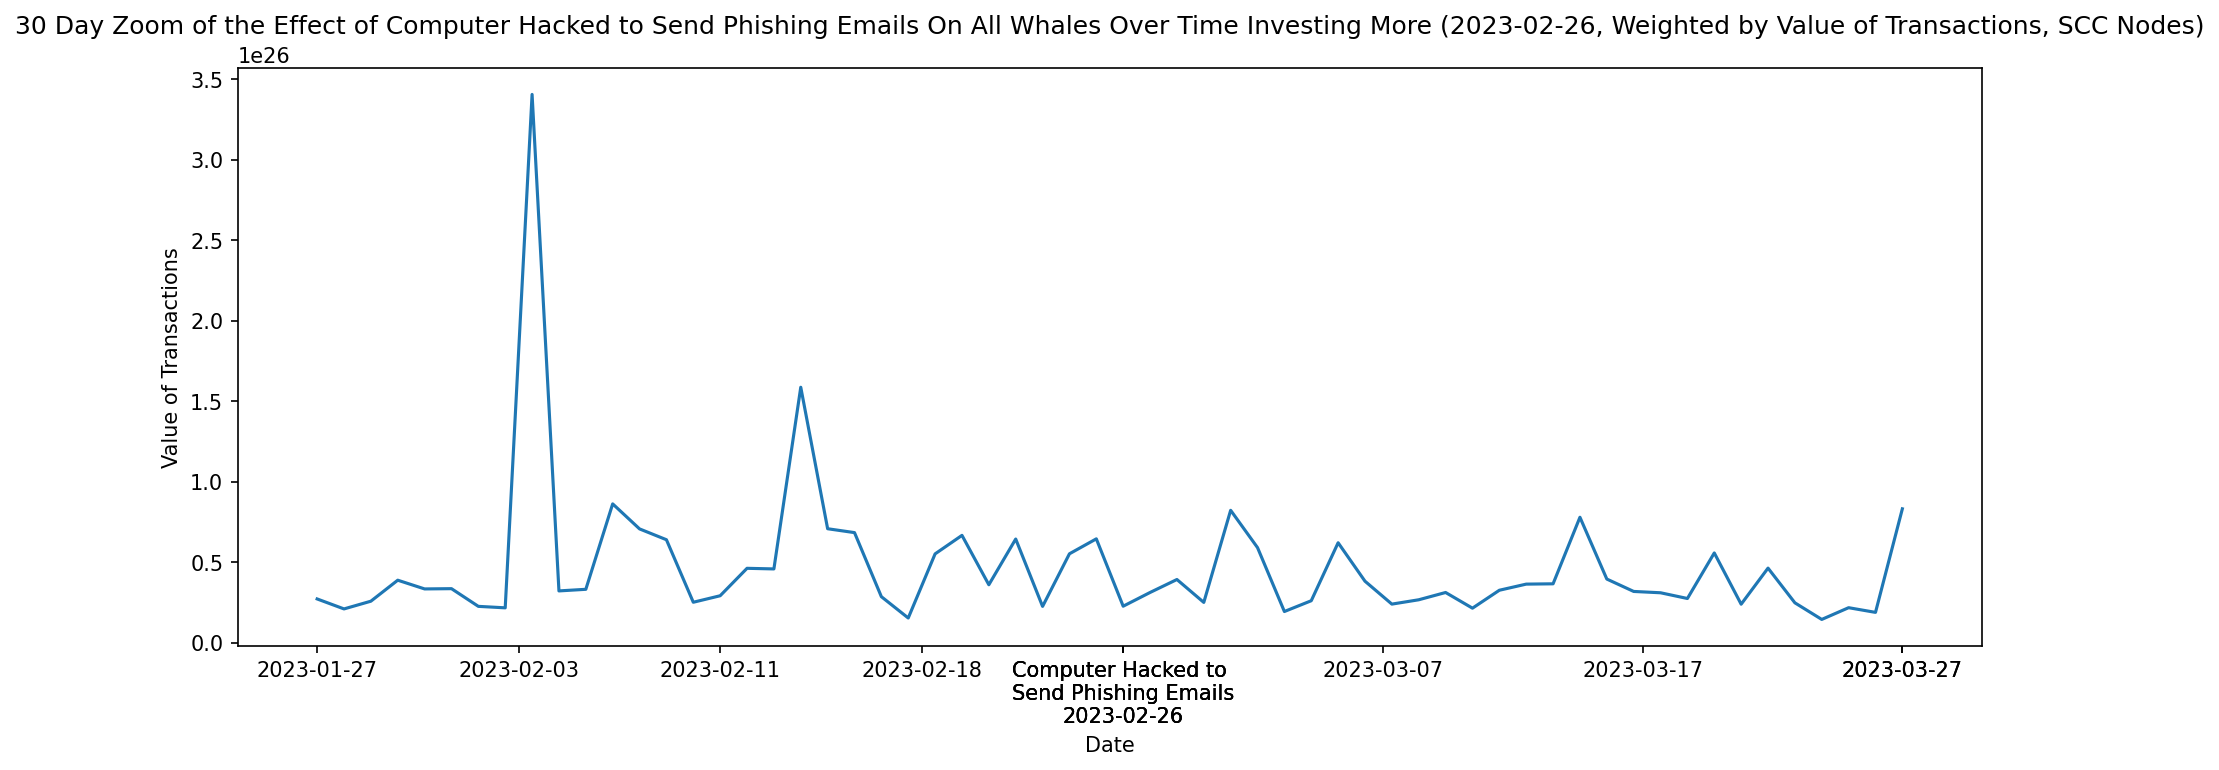 30 Day Zoom of the Effect of Computer Hacked to Send Phishing Emails On All Whales Over Time Investing More (2023-02-26, Weighted by Value of Transactions, SCC Nodes)
1e26
3.5
3.0
2.5
2.0
1.5
1.0
0.5
0.0
Value of Transactions
2023-01-27
2023-02-03
2023-02-11
2023-02-18
Computer Hacked to
Send Phishing Emails
2023-02-26
2023-03-07
2023-03-17
2023-03-27
Date